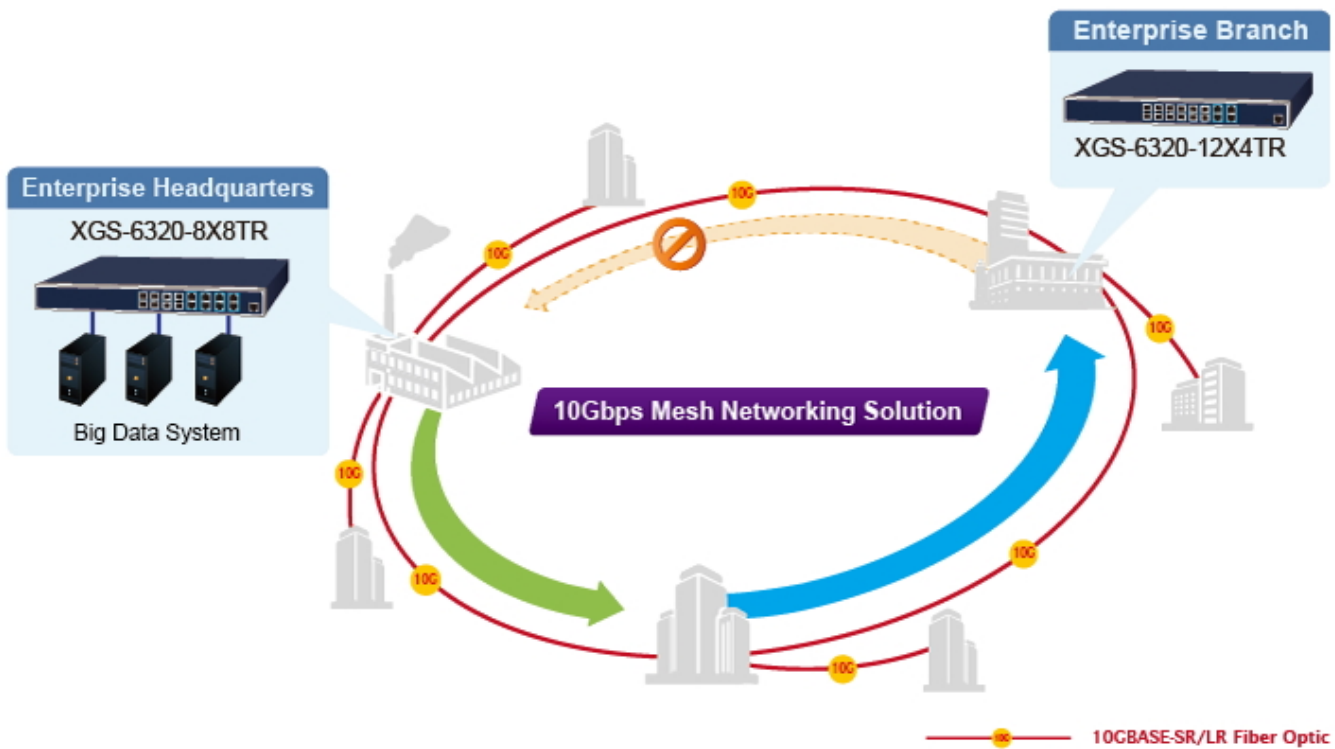 Enterprise Branch
XGS-6320-12X4TR
Enterprise Headquarters
XGS-6320-8X8TR
Big Data System
10G
10G
10G
10Gbps Mesh Networking Solution
10G
10G
10G
10G
10G
10G
10GBASE-SR/LR Fiber Optic